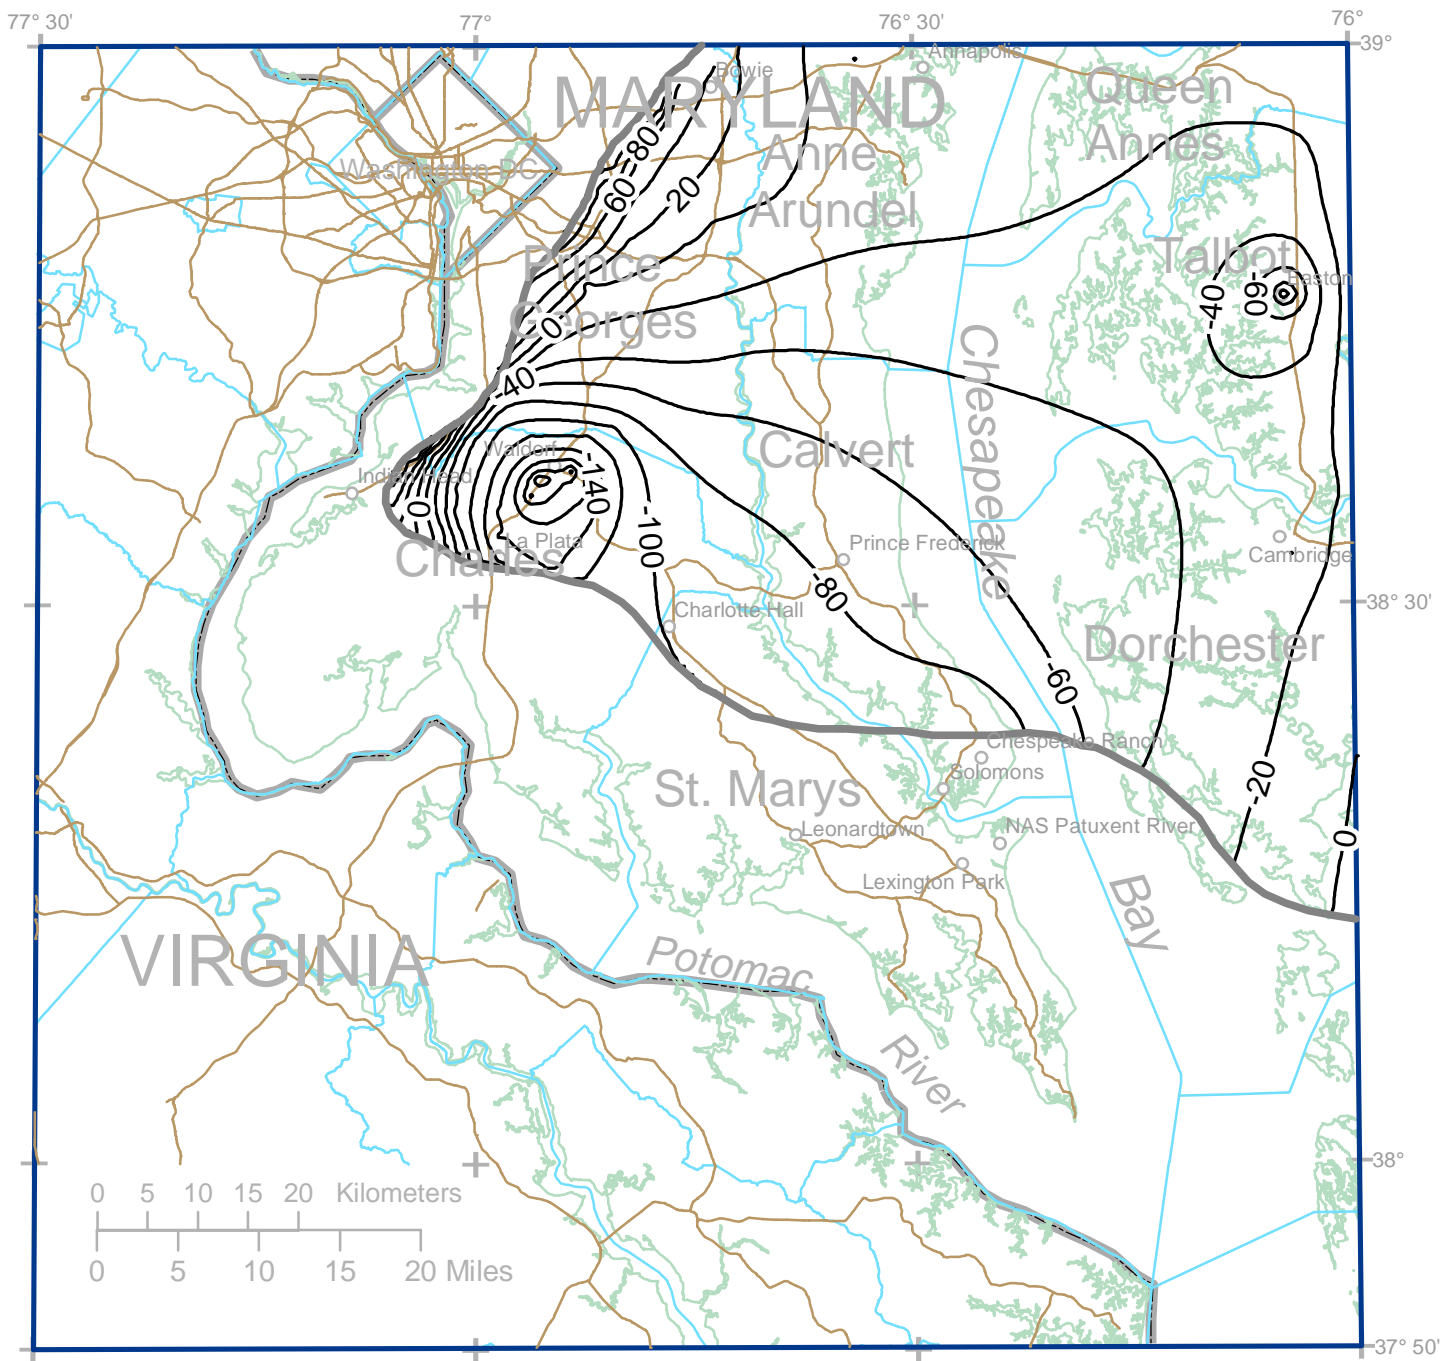 77° 30'
77°
76° 30'
76°
39°
Annapolis
Bowie
MARYLAND
Queen
Annes
Anne
Arundel
80
60
20
Washington DC
Prince
Georges
Talbot
Easton
-40
-60
0
-40
Chesapeake
Bay
Calvert
Waldorf
-140
Indian Head
0
La Plata
Charles
-100
Prince Frederick
Cambridge
-80
Charlotte Hall
38° 30'
Dorchester
-60
Chespeake Ranch
Solomons
St. Marys
-20
NAS Patuxent River
Leonardtown
0
Lexington Park
VIRGINIA
Potomac
River
38°
0 5 10 15 20 Kilometers
0 5 10 15 20 Miles
37° 50'